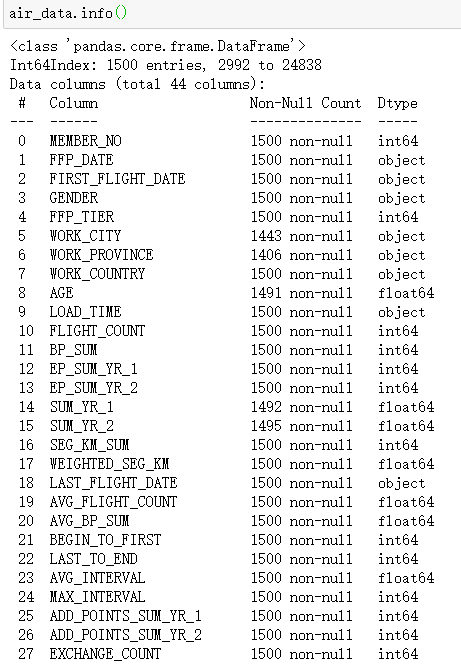 air_data.info()
<class 'pandas.core.frame.DataFrame'>
Int64Index: 1500 entries, 2992 to 24838
Data columns (total 44 columns):
 #   Column                   Non-Null Count  Dtype
---  ------                   --------------  -----
 0   MEMBER_NO                1500 non-null   int64
 1   FFP_DATE                 1500 non-null   object
 2   FIRST_FLIGHT_DATE        1500 non-null   object
 3   GENDER                   1500 non-null   object
 4   FFP_TIER                 1500 non-null   int64
 5   WORK_CITY                1443 non-null   object
 6   WORK_PROVINCE            1406 non-null   object
 7   WORK_COUNTRY             1500 non-null   object
 8   AGE                      1491 non-null   float64
 9   LOAD_TIME                1500 non-null   object
 10  FLIGHT_COUNT             1500 non-null   int64
 11  BP_SUM                   1500 non-null   int64
 12  EP_SUM_YR_1              1500 non-null   int64
 13  EP_SUM_YR_2              1500 non-null   int64
 14  SUM_YR_1                 1492 non-null   float64
 15  SUM_YR_2                 1495 non-null   float64
 16  SEG_KM_SUM               1500 non-null   int64
 17  WEIGHTED_SEG_KM          1500 non-null   float64
 18  LAST_FLIGHT_DATE         1500 non-null   object
 19  AVG_FLIGHT_COUNT         1500 non-null   float64
 20  AVG_BP_SUM               1500 non-null   float64
 21  BEGIN_TO_FIRST           1500 non-null   int64
 22  LAST_TO_END              1500 non-null   int64
 23  AVG_INTERVAL             1500 non-null   float64
 24  MAX_INTERVAL             1500 non-null   int64
 25  ADD_POINTS_SUM_YR_1      1500 non-null   int64
 26  ADD_POINTS_SUM_YR_2      1500 non-null   int64
 27  EXCHANGE_COUNT           1500 non-null   int64